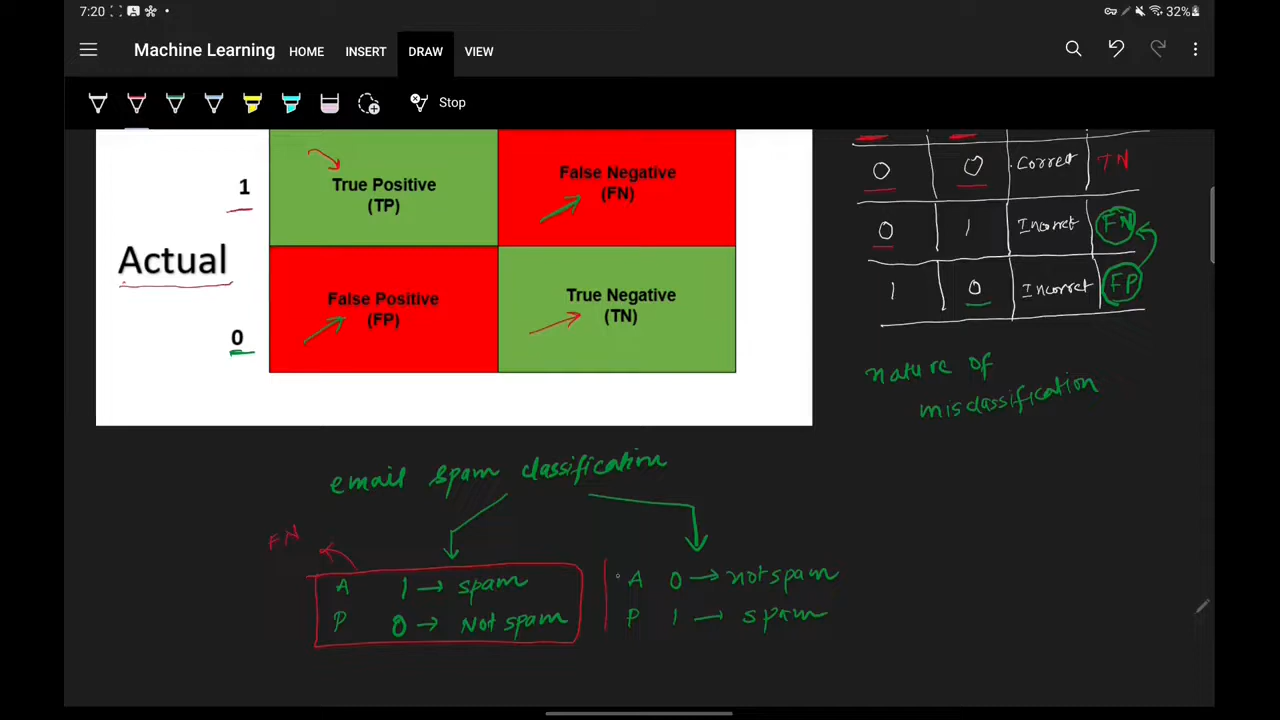 7:20 32%
Machine Learning HOME INSERT DRAW VIEW
Stop
1
True Positive
(TP)
False Negative
(FN)
Actual
0
False Positive
(FP)
True Negative
(TN)
0 0 Correct TN
0 1 Incorret FN
1 0 Incorret FP
nature of
misclassification
email spam classification
FN
A 1 → spam
P 0 → Not spam
A 0 → not spam
P 1 → spam